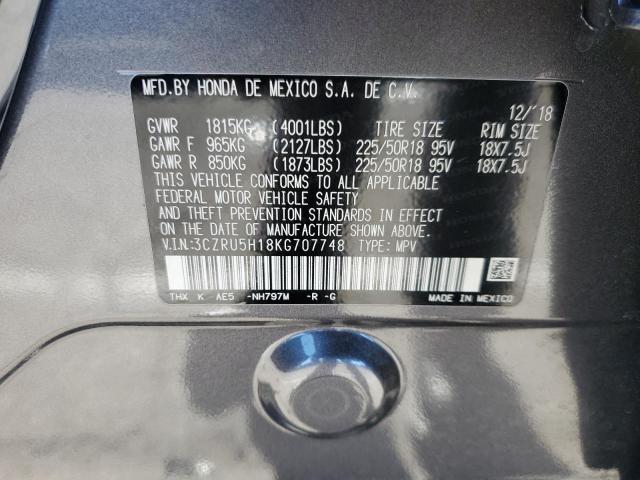 MFD.BY HONDA DE MEXICO S.A. DE C.V.
12/'18
GVWR 1815KG (4001LBS) TIRE SIZE RIM SIZE
GAWR F 965KG (2127LBS) 225/50R18 95V 18X7.5J
GAWR R 850KG (1873LBS) 225/50R18 95V 18X7.5J
THIS VEHICLE CONFORMS TO ALL APPLICABLE
FEDERAL MOTOR VEHICLE SAFETY
AND THEFT PREVENTION STANDARDS IN EFFECT
ON THE DATE OF MANUFACTURE SHOWN ABOVE.
V.I.N.:3CZRU5H18KG707748 TYPE: MPV
THX K AE5 -NH797M -R -G MADE IN MEXICO